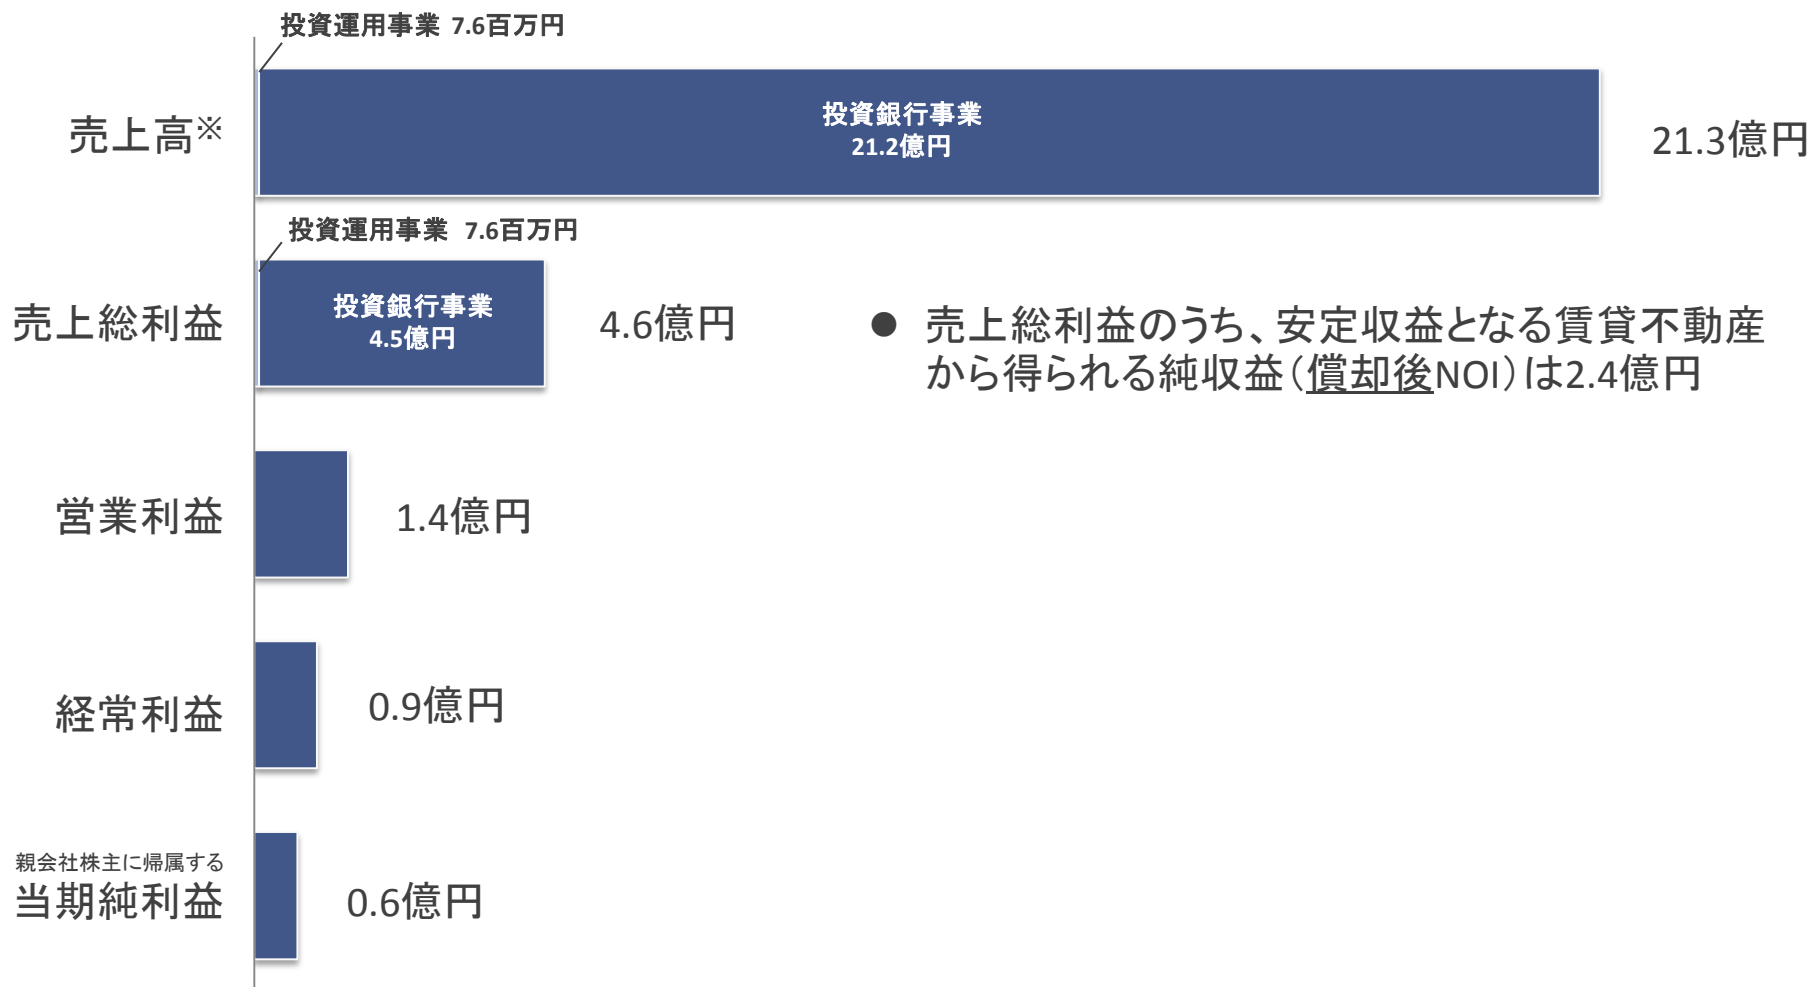 投資運用事業 7.6百万円
売上高※
投資銀行事業
21.2億円
21.3億円
投資運用事業 7.6百万円
売上総利益
投資銀行事業
4.5億円
4.6億円
● 売上総利益のうち、安定収益となる賃貸不動産
から得られる純収益（償却後NOI）は2.4億円
営業利益
1.4億円
経常利益
0.9億円
親会社株主に帰属する
当期純利益
0.6億円